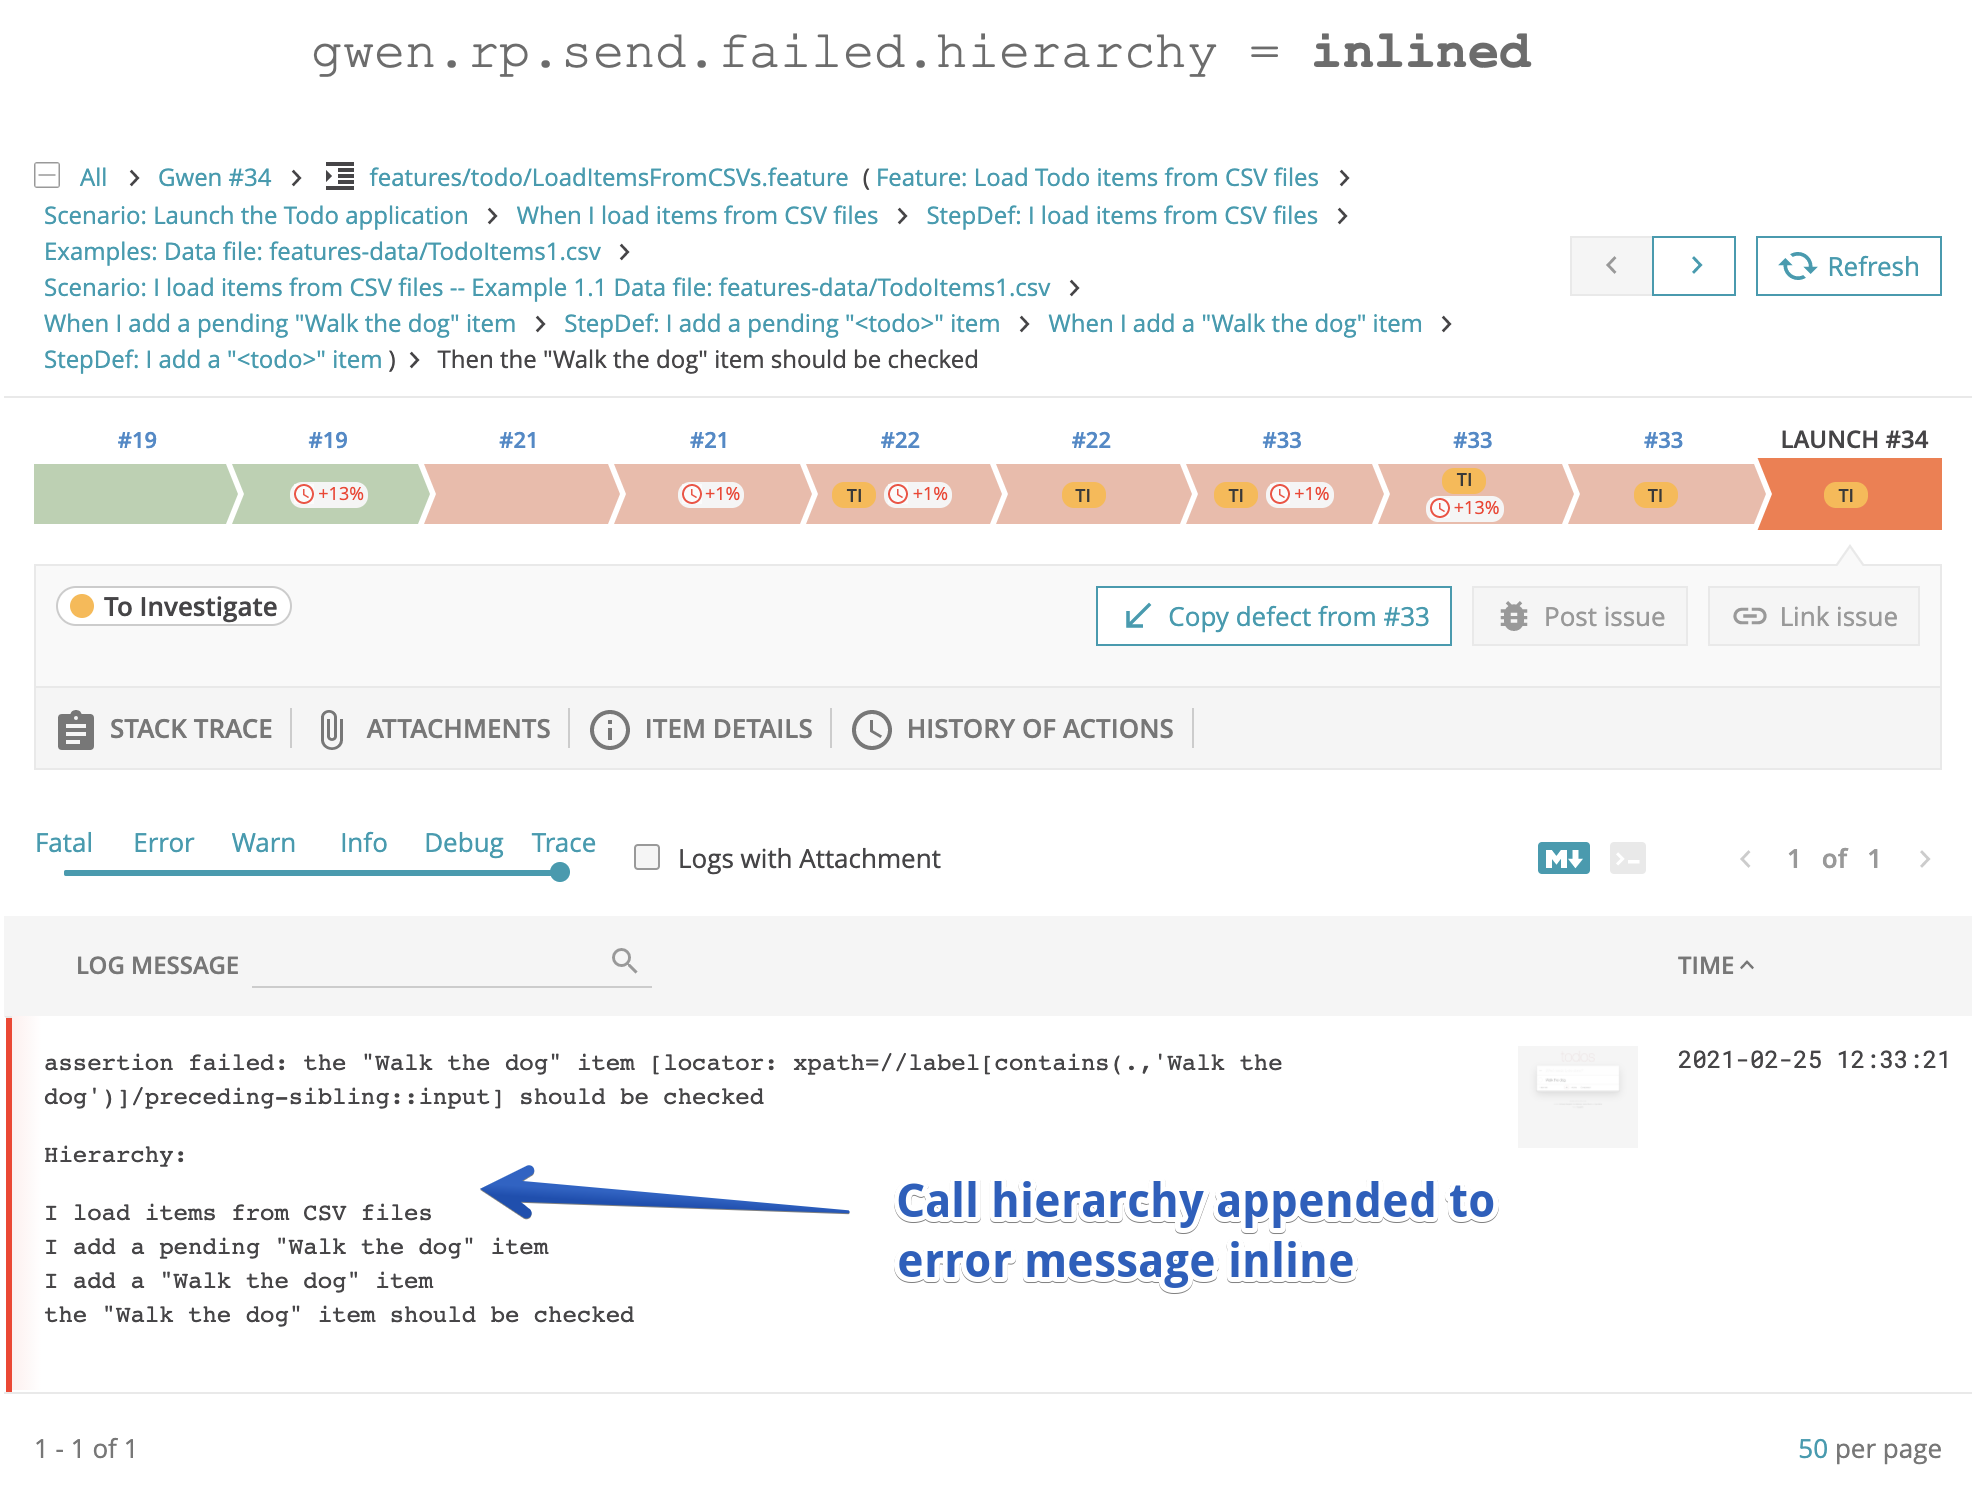 gwen.rp.send.failed.hierarchy = inlined
All > Gwen #34 > features/todo/LoadItemsFromCSVs.feature ( Feature: Load Todo items from CSV files >
Scenario: Launch the Todo application > When I load items from CSV files > StepDef: I load items from CSV files >
Examples: Data file: features-data/TodoItems1.csv >
Scenario: I load items from CSV files -- Example 1.1 Data file: features-data/TodoItems1.csv >
When I add a pending "Walk the dog" item > StepDef: I add a pending "<todo>" item > When I add a "Walk the dog" item >
StepDef: I add a "<todo>" item ) > Then the "Walk the dog" item should be checked
Refresh
#19 #19 #21 #21 #22 #22 #33 #33 #33 LAUNCH #34
+13% +1% TI +1% TI TI +1% TI +13% TI TI
To Investigate
Copy defect from #33
Post issue
Link issue
STACK TRACE ATTACHMENTS ITEM DETAILS HISTORY OF ACTIONS
Fatal Error Warn Info Debug Trace
Logs with Attachment
M
1 of 1
LOG MESSAGE
TIME
assertion failed: the "Walk the dog" item [locator: xpath=//label[contains(.,'Walk the
dog')]/preceding-sibling::input] should be checked
2021-02-25 12:33:21
Hierarchy:
I load items from CSV files
I add a pending "Walk the dog" item
I add a "Walk the dog" item
the "Walk the dog" item should be checked
Call hierarchy appended to
error message inline
1 - 1 of 1
50 per page